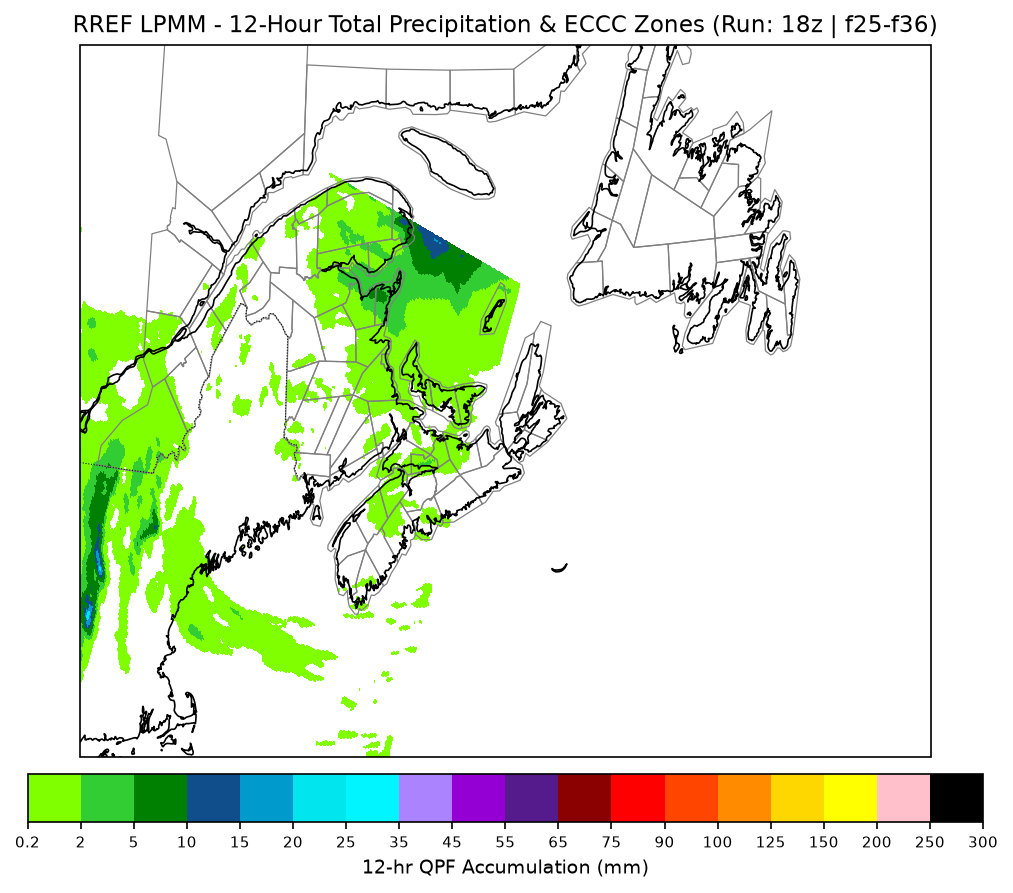 RREF LPMM - 12-Hour Total Precipitation & ECCC Zones (Run: 18z | f25-f36)
0.2 2 5 10 15 20 25 35 45 55 65 75 90 100 125 150 200 250 300
12-hr QPF Accumulation (mm)